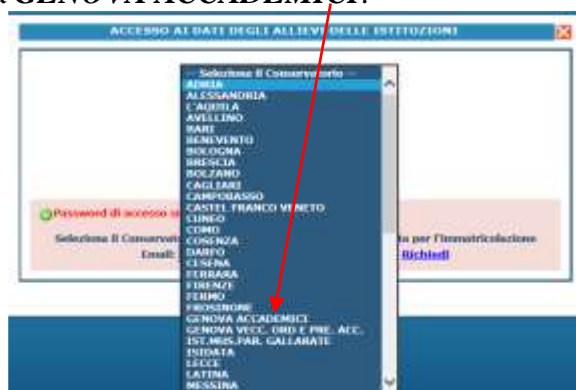 GENOVA ACCADEMICI.
ACCESSO AI DATI DEGLI ALLIEVI DELLE ISTITUZIONI
-- Seleziona Il Conservatorio --
ADRIA
ALESSANDRIA
L'AQUILA
AVELLINO
BARI
BENEVENTO
BOLOGNA
BRESCIA
BOLZANO
CAGLIARI
CAMPOBASSO
CASTEL FRANCO VENETO
CUNEO
COMO
COSENZA
DARFO
CESENA
FERRARA
FIRENZE
FERMO
FROSINONE
GENOVA ACCADEMICI
GENOVA VECC. ORD E PRE. ACC.
IST.MUS.PAR. GALLARATE
ISIDATA
LECCE
LATINA
MESSINA
Password di accesso
Seleziona Il Conservat
ta per l'immatricolazione
Email:
Richiedi